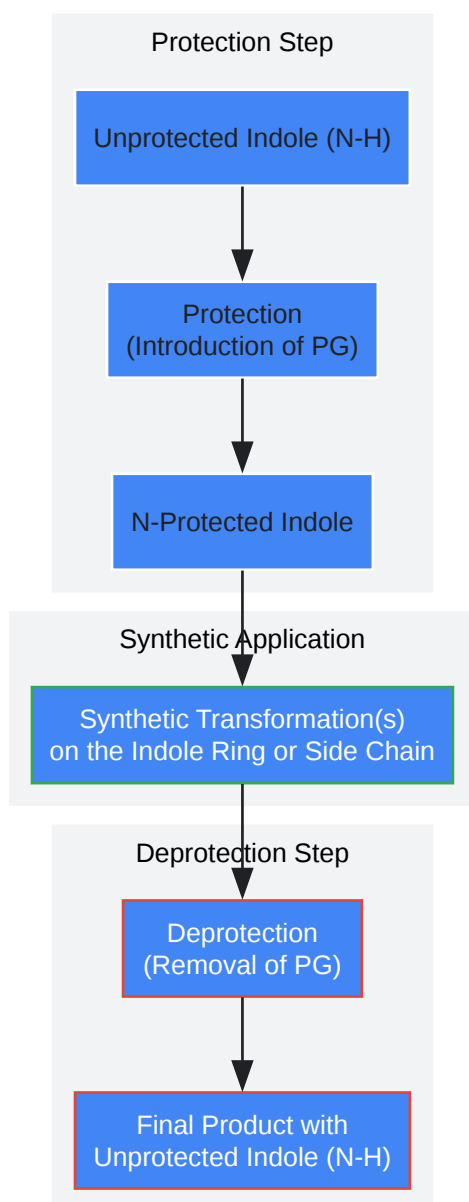 Protection Step
Unprotected Indole (N-H)
Protection
(Introduction of PG)
N-Protected Indole
Synthetic Application
Synthetic Transformation(s)
on the Indole Ring or Side Chain
Deprotection Step
Deprotection
(Removal of PG)
Final Product with
Unprotected Indole (N-H)